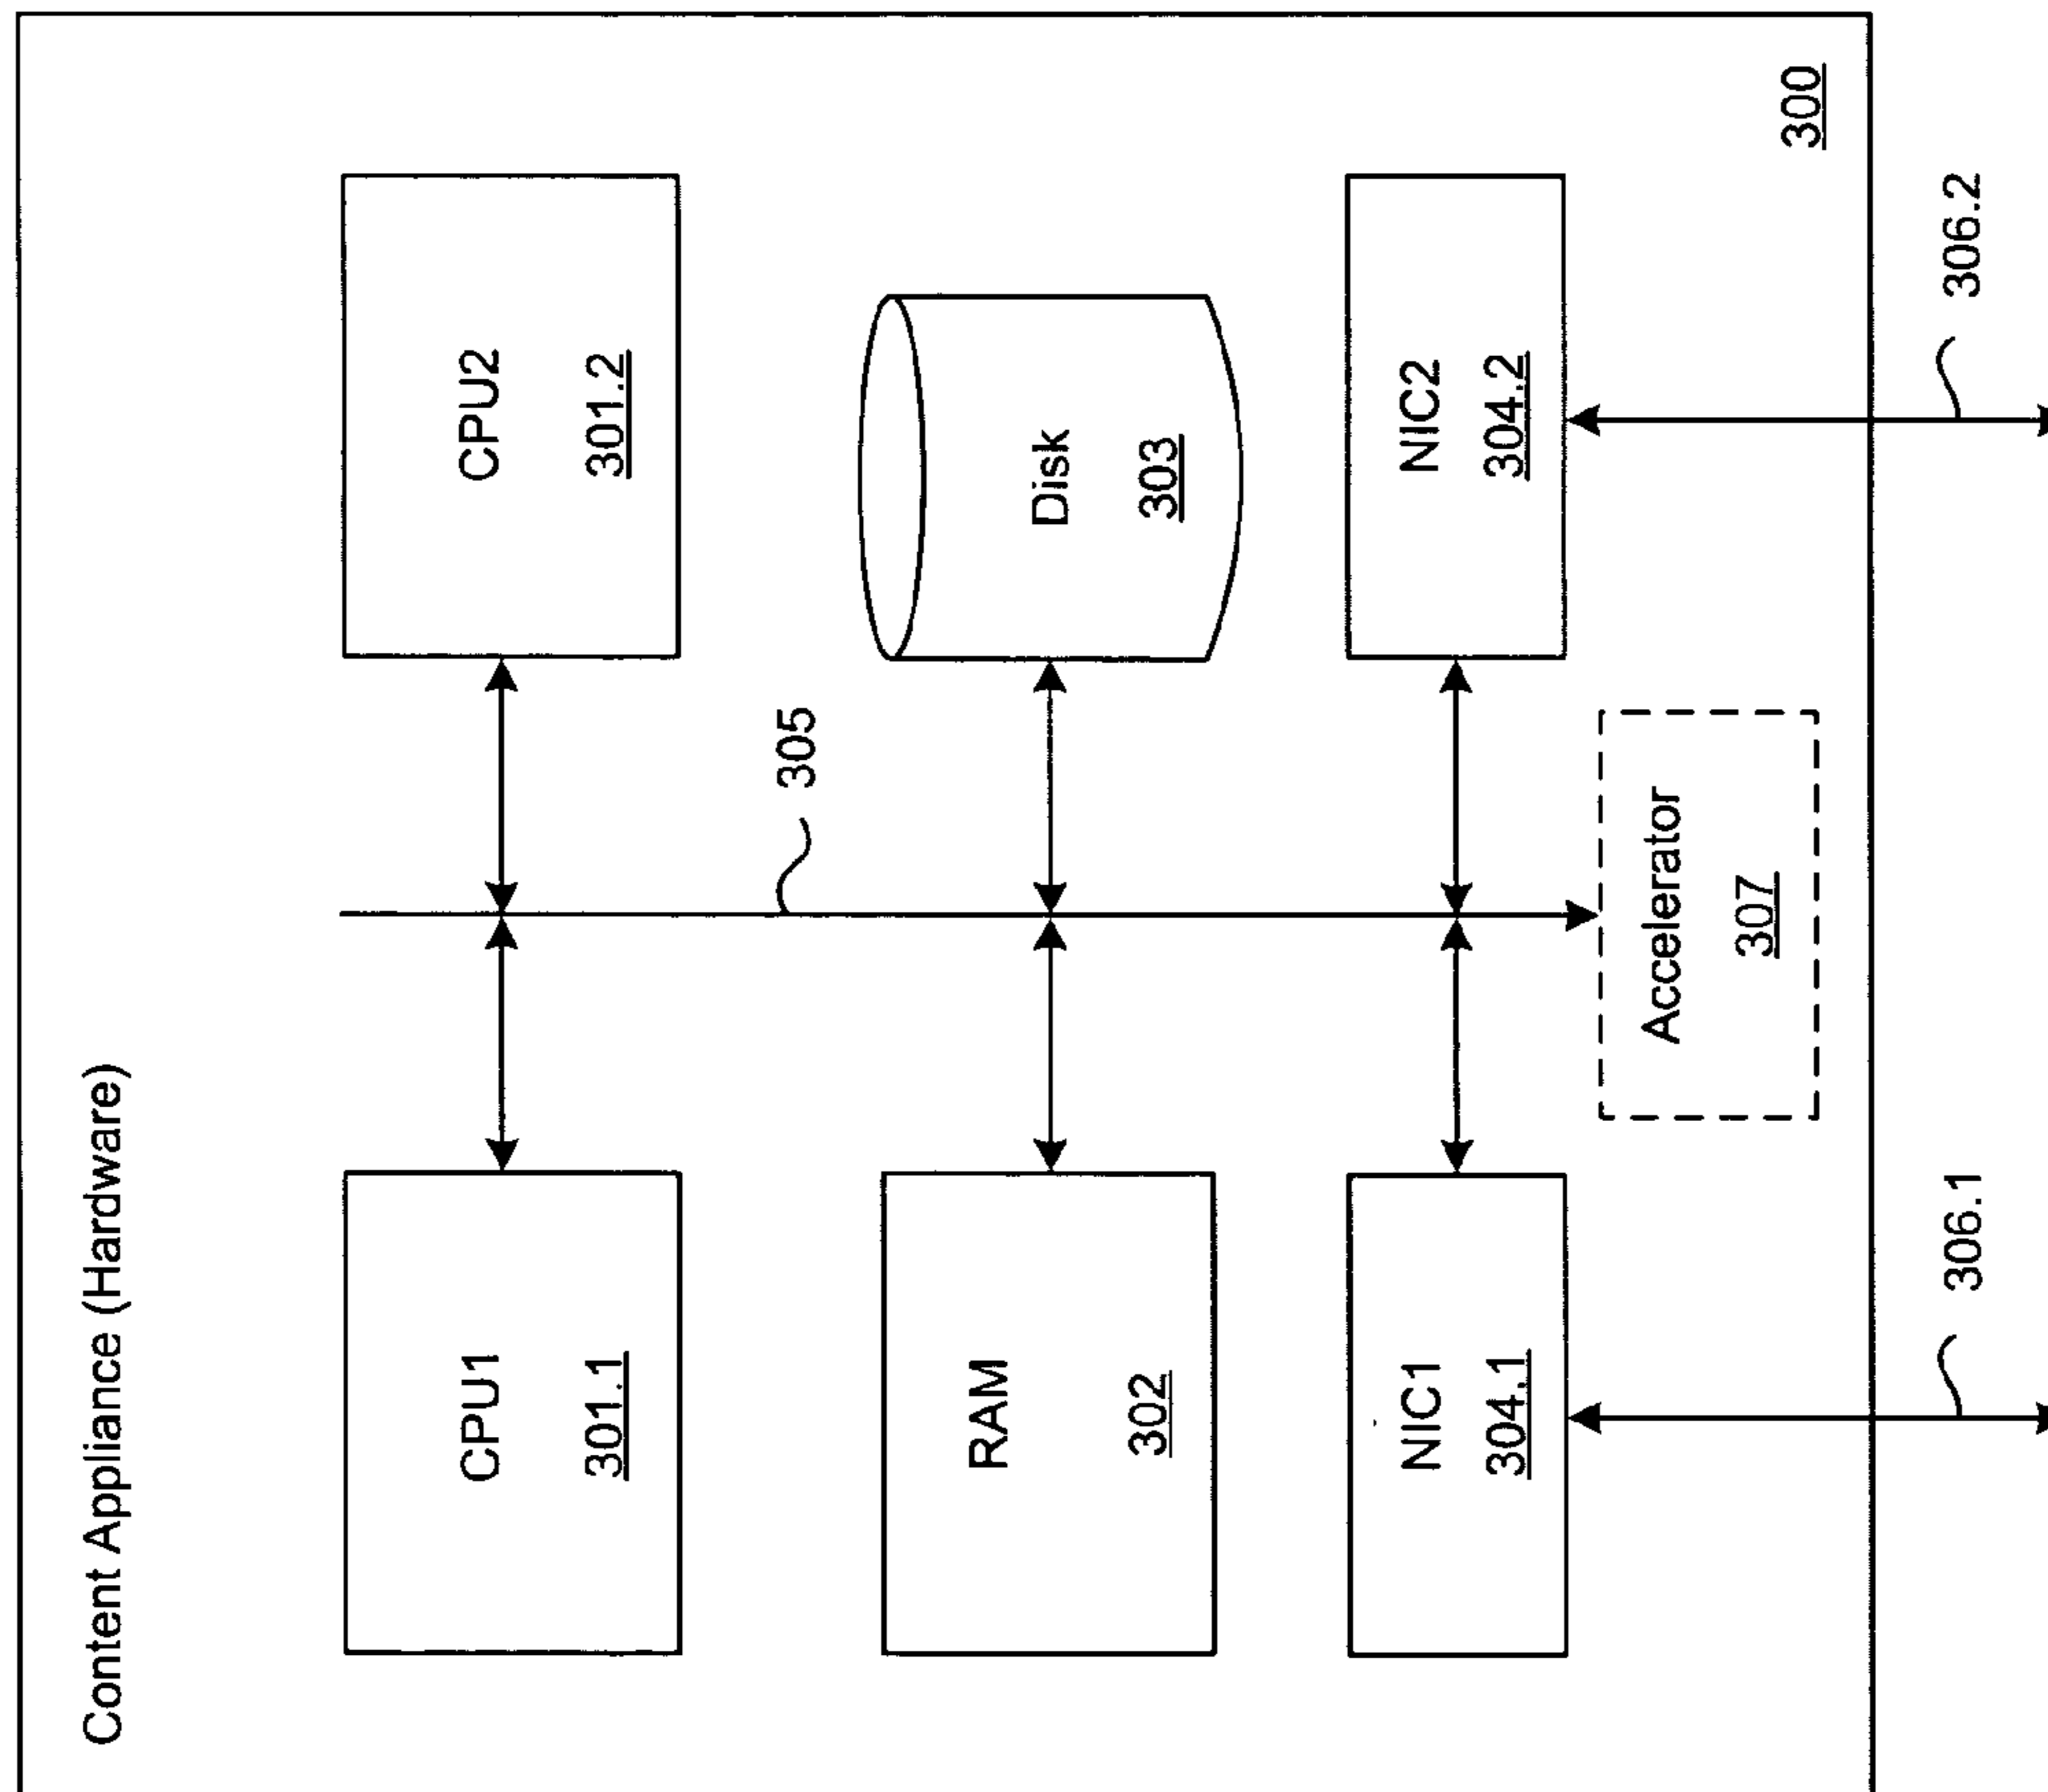 Content Appliance (Hardware)
CPU1
301.1
CPU2
301.2
305
RAM
302
Disk
303
NIC1
304.1
NIC2
304.2
Accelerator
307
300
306.1
306.2